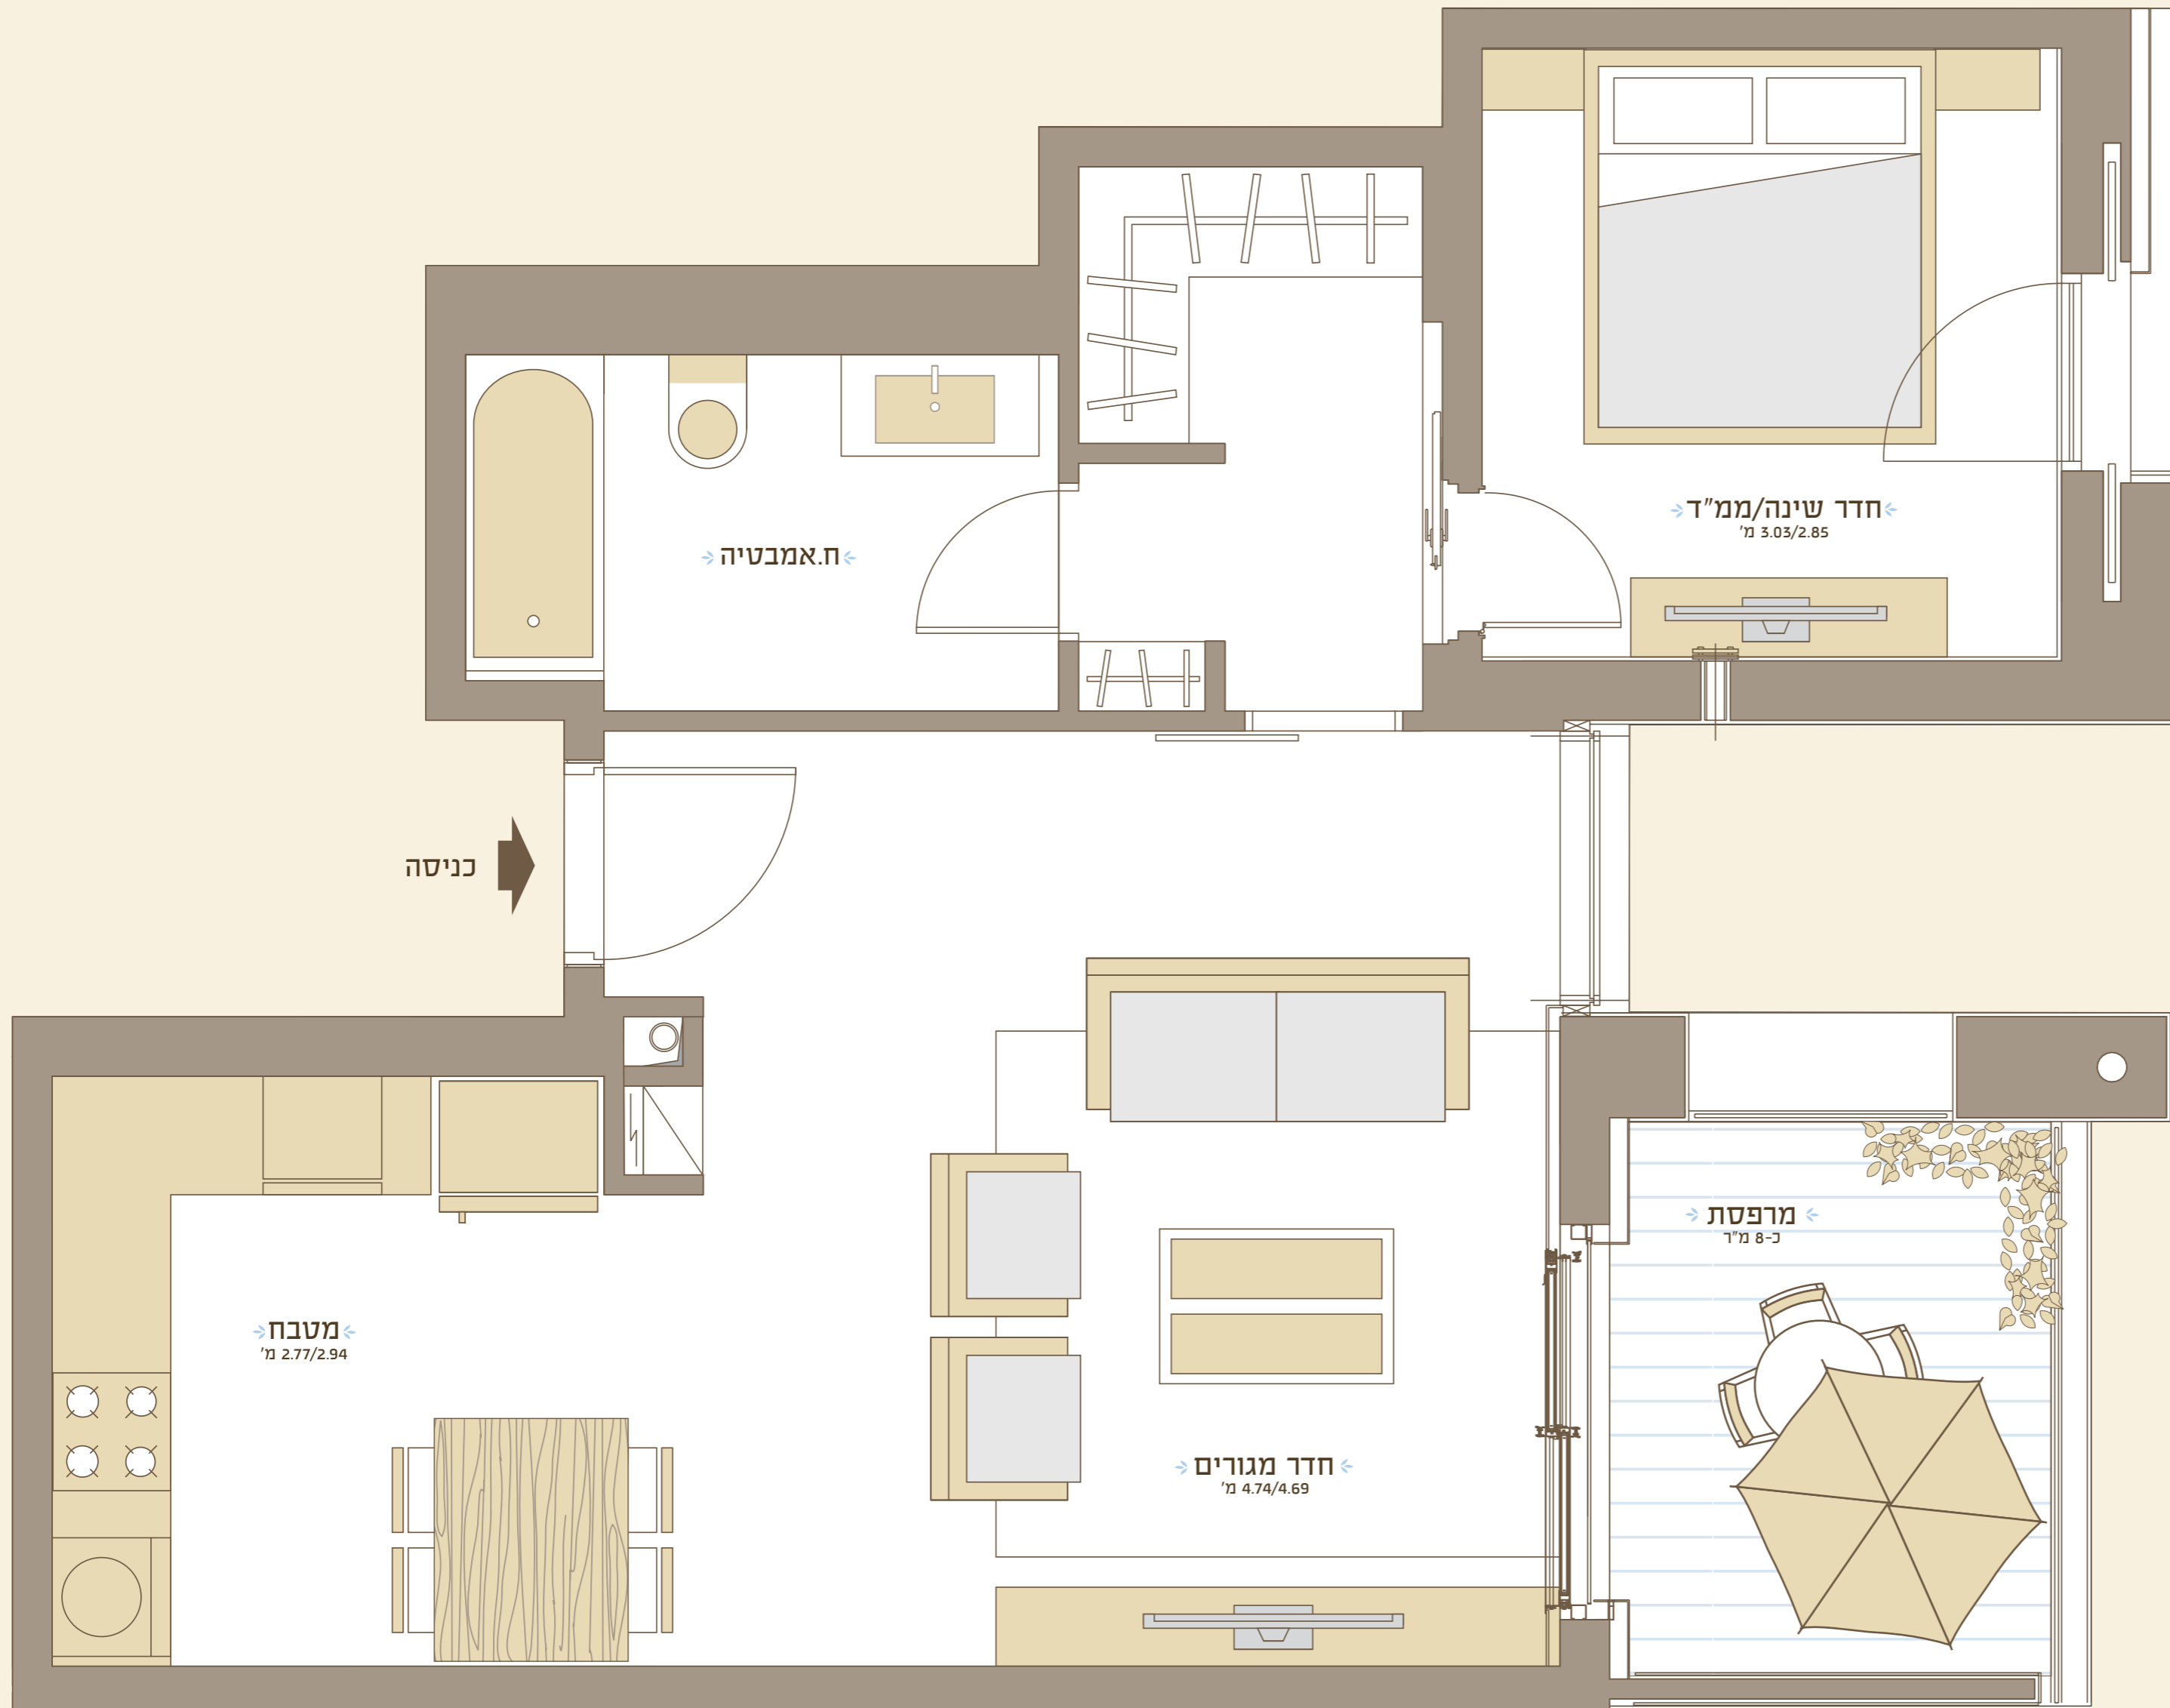 חדר שינה/ממ"ד
3.03/2.85 מ'
ח.אמבטיה
כניסה
מרפסת
כ-8 מ"ר
מטבח
2.77/2.94 מ'
חדר מגורים
4.74/4.69 מ'